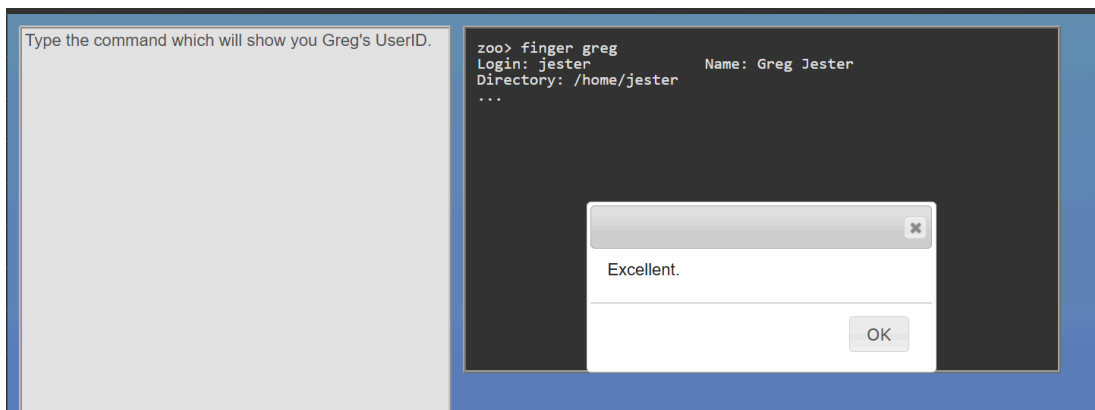 Type the command which will show you Greg's UserID.
zoo> finger greg
Login: jester Name: Greg Jester
Directory: /home/jester
...
Excellent.
OK